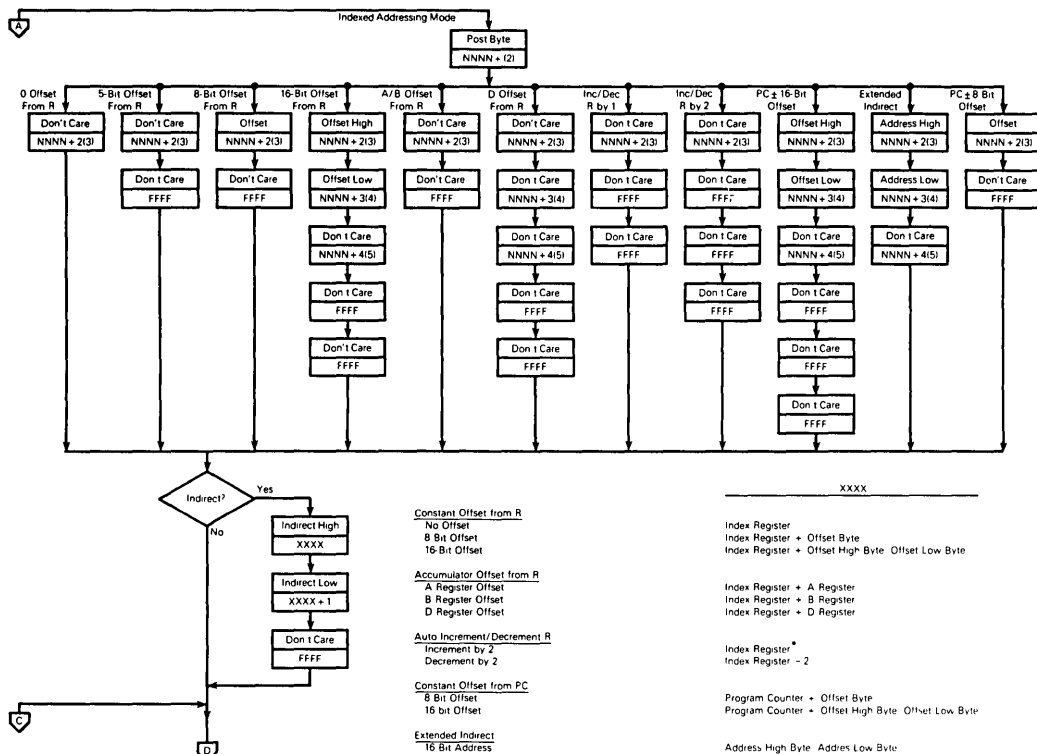 A
Indexed Addressing Mode
Post Byte
NNNN + (2)
0 Offset
From R
Don't Care
NNNN + 2(3)
5-Bit Offset
From R
Don't Care
NNNN + 2(3)
Don't Care
FFFF
8-Bit Offset
From R
Offset
NNNN + 2(3)
Don't Care
FFFF
16-Bit Offset
From R
Offset High
NNNN + 2(3)
Offset Low
NNNN + 3(4)
Don t Care
NNNN + 4(5)
Don t Care
FFFF
Don't Care
FFFF
A/B Offset
From R
Don't Care
NNNN + 2(3)
Don't Care
FFFF
D Offset
From R
Don't Care
NNNN + 2(3)
Don't Care
NNNN + 3(4)
Don t Care
NNNN + 4(5)
Don t Care
FFFF
Don t Care
FFFF
Inc/Dec
R by 1
Don t Care
NNNN + 2(3)
Don t Care
FFFF
Don t Care
FFFF
Inc/Dec
R by 2
Don t Care
NNNN + 2(3)
Don t Care
FFFF
Don t Care
FFFF
Don t Care
FFFF
PC ± 16-Bit
Offset
Offset High
NNNN + 2(3)
Offset Low
NNNN + 3(4)
Don t Care
NNNN + 4(5)
Don t Care
FFFF
Don t Care
FFFF
Don t Care
FFFF
Extended
Indirect
Address High
NNNN + 2(3)
Address Low
NNNN + 3(4)
Don t Care
NNNN + 4(5)
PC ± 8 Bit
Offset
Offset
NNNN + 2(3)
Don't Care
FFFF
Indirect?
Yes
No
Indirect High
XXXX
Indirect Low
XXXX + 1
Don t Care
FFFF
C
D
XXXX
Constant Offset from R
No Offset Index Register
8 Bit Offset Index Register + Offset Byte
16-Bit Offset Index Register + Offset High Byte Offset Low Byte
Accumulator Offset from R
A Register Offset Index Register + A Register
B Register Offset Index Register + B Register
D Register Offset Index Register + D Register
Auto Increment/Decrement R
Increment by 2 Index Register*
Decrement by 2 Index Register – 2
Constant Offset from PC
8 Bit Offset Program Counter + Offset Byte
16 bit Offset Program Counter + Offset High Byte Offset Low Byte
Extended Indirect
16 Bit Address Address High Byte Addres Low Byte